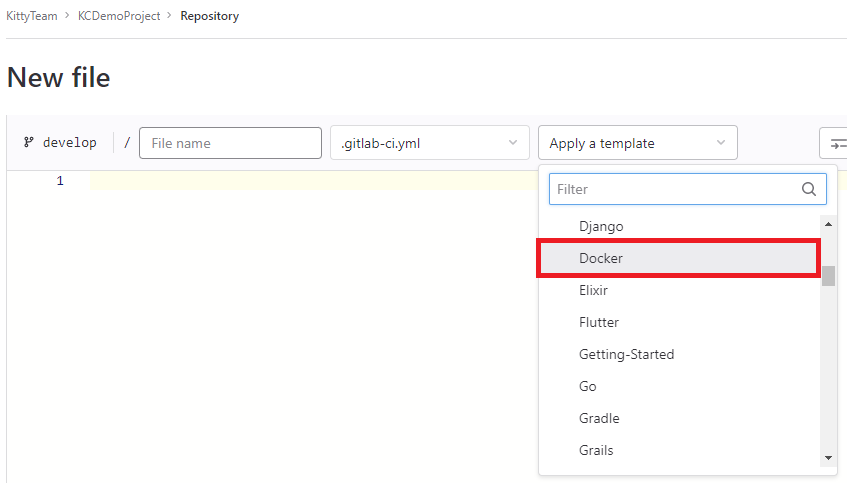 KittyTeam > KCDemoProject > Repository
New file
develop / File name .gitlab-ci.yml Apply a template
1
Filter
Django
Docker
Elixir
Flutter
Getting-Started
Go
Gradle
Grails